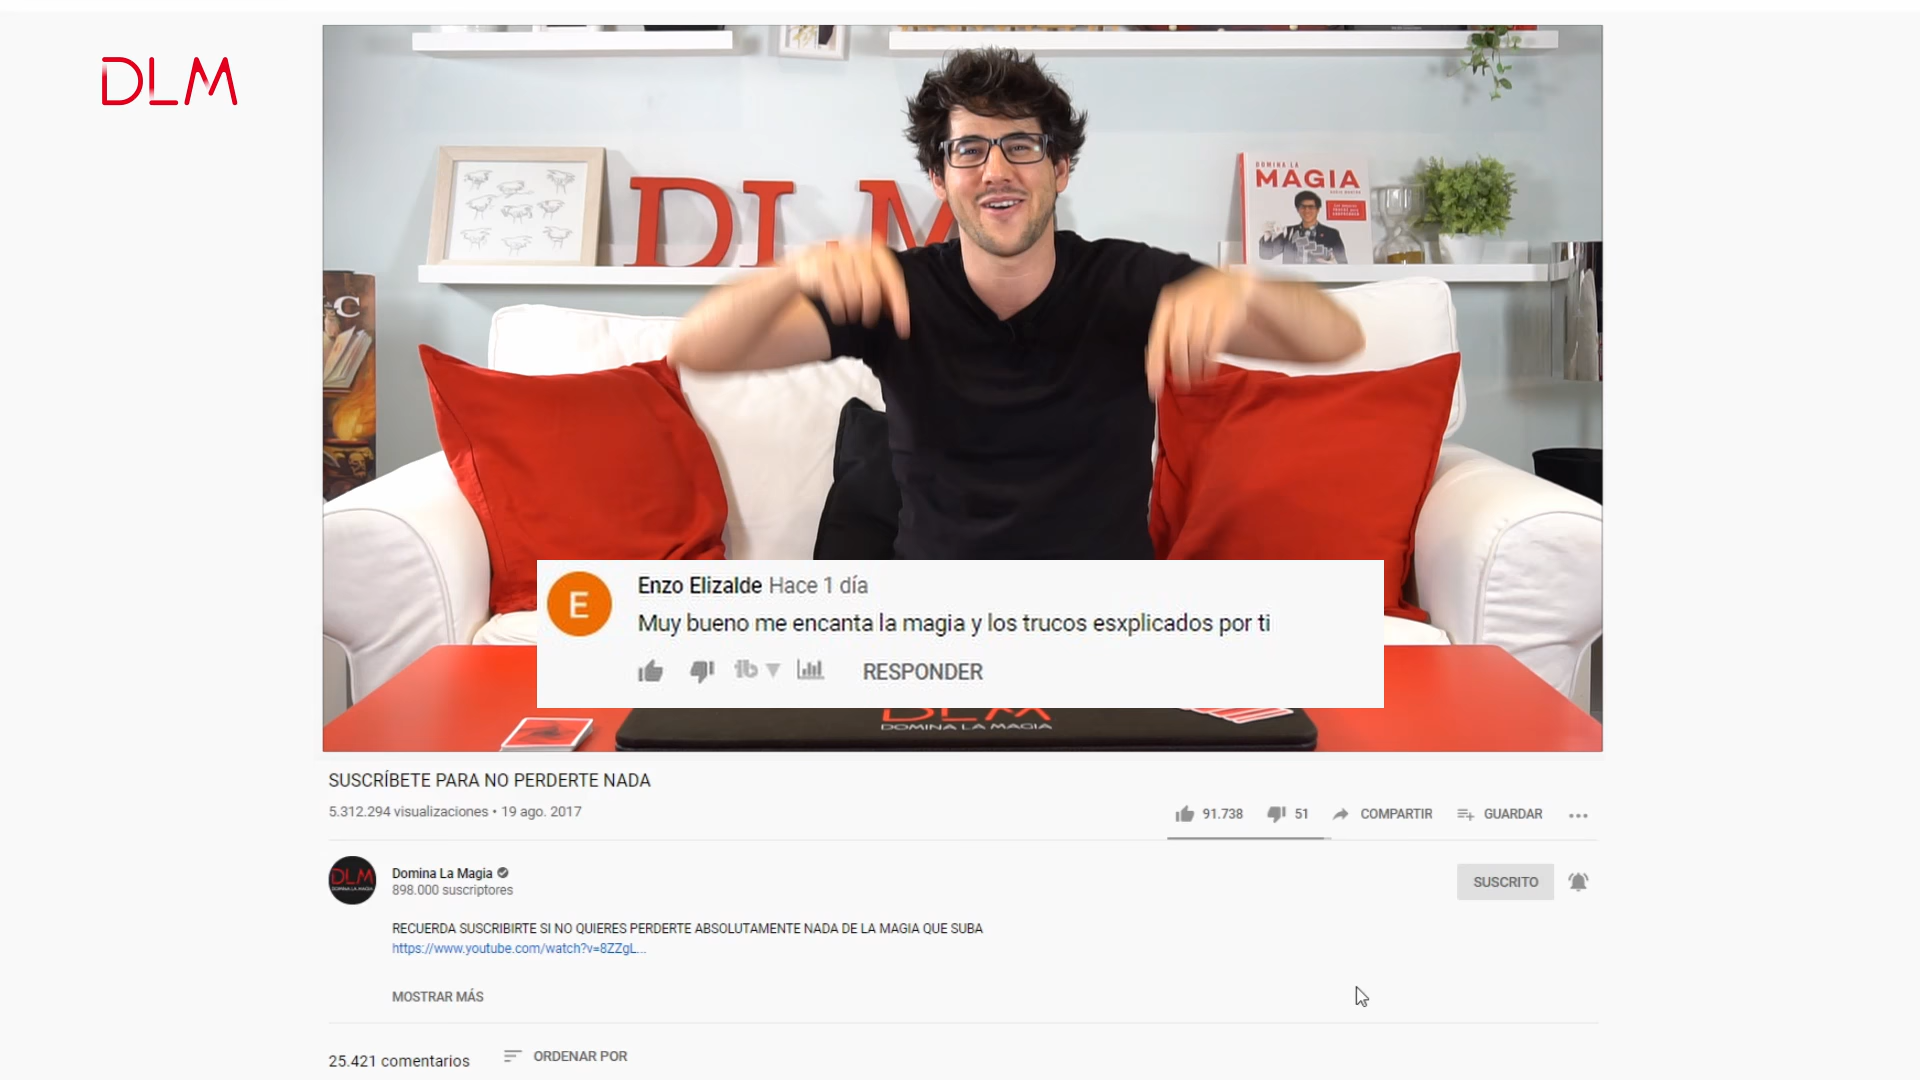 DLM
DLM
DOMINA LA
MAGIA
C
Enzo Elizalde Hace 1 día
Muy bueno me encanta la magia y los trucos esxplicados por ti
RESPONDER
DLM
DOMINA LA MAGIA
SUSCRÍBETE PARA NO PERDERTE NADA
5.312.294 visualizaciones • 19 ago. 2017
91.738 51 COMPARTIR GUARDAR
DLM
Domina La Magia
898.000 suscriptores
SUSCRITO
RECUERDA SUSCRIBIRTE SI NO QUIERES PERDERTE ABSOLUTAMENTE NADA DE LA MAGIA QUE SUBA
https://www.youtube.com/watch?v=8ZZgL...
MOSTRAR MÁS
25.421 comentarios ORDENAR POR